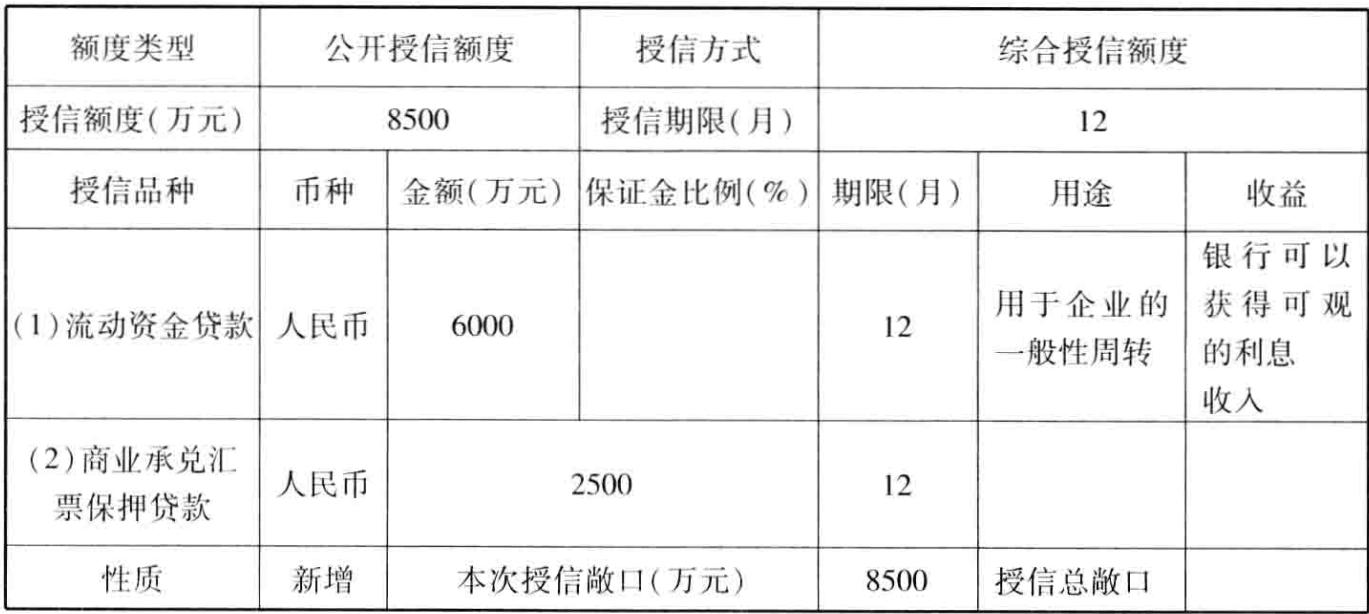 额度类型 公开授信额度 授信方式 综合授信额度
授信额度(万元) 8500 授信期限(月) 12
授信品种 币种 金额(万元) 保证金比例(%) 期限(月) 用途 收益
(1)流动资金贷款 人民币 6000 12
用于企业的
一般性周转
银行可以
获得可观
的利息
收入
(2)商业承兑汇
票保押贷款
人民币 2500 12
性质 新增 本次授信敞口(万元) 8500 授信总敞口